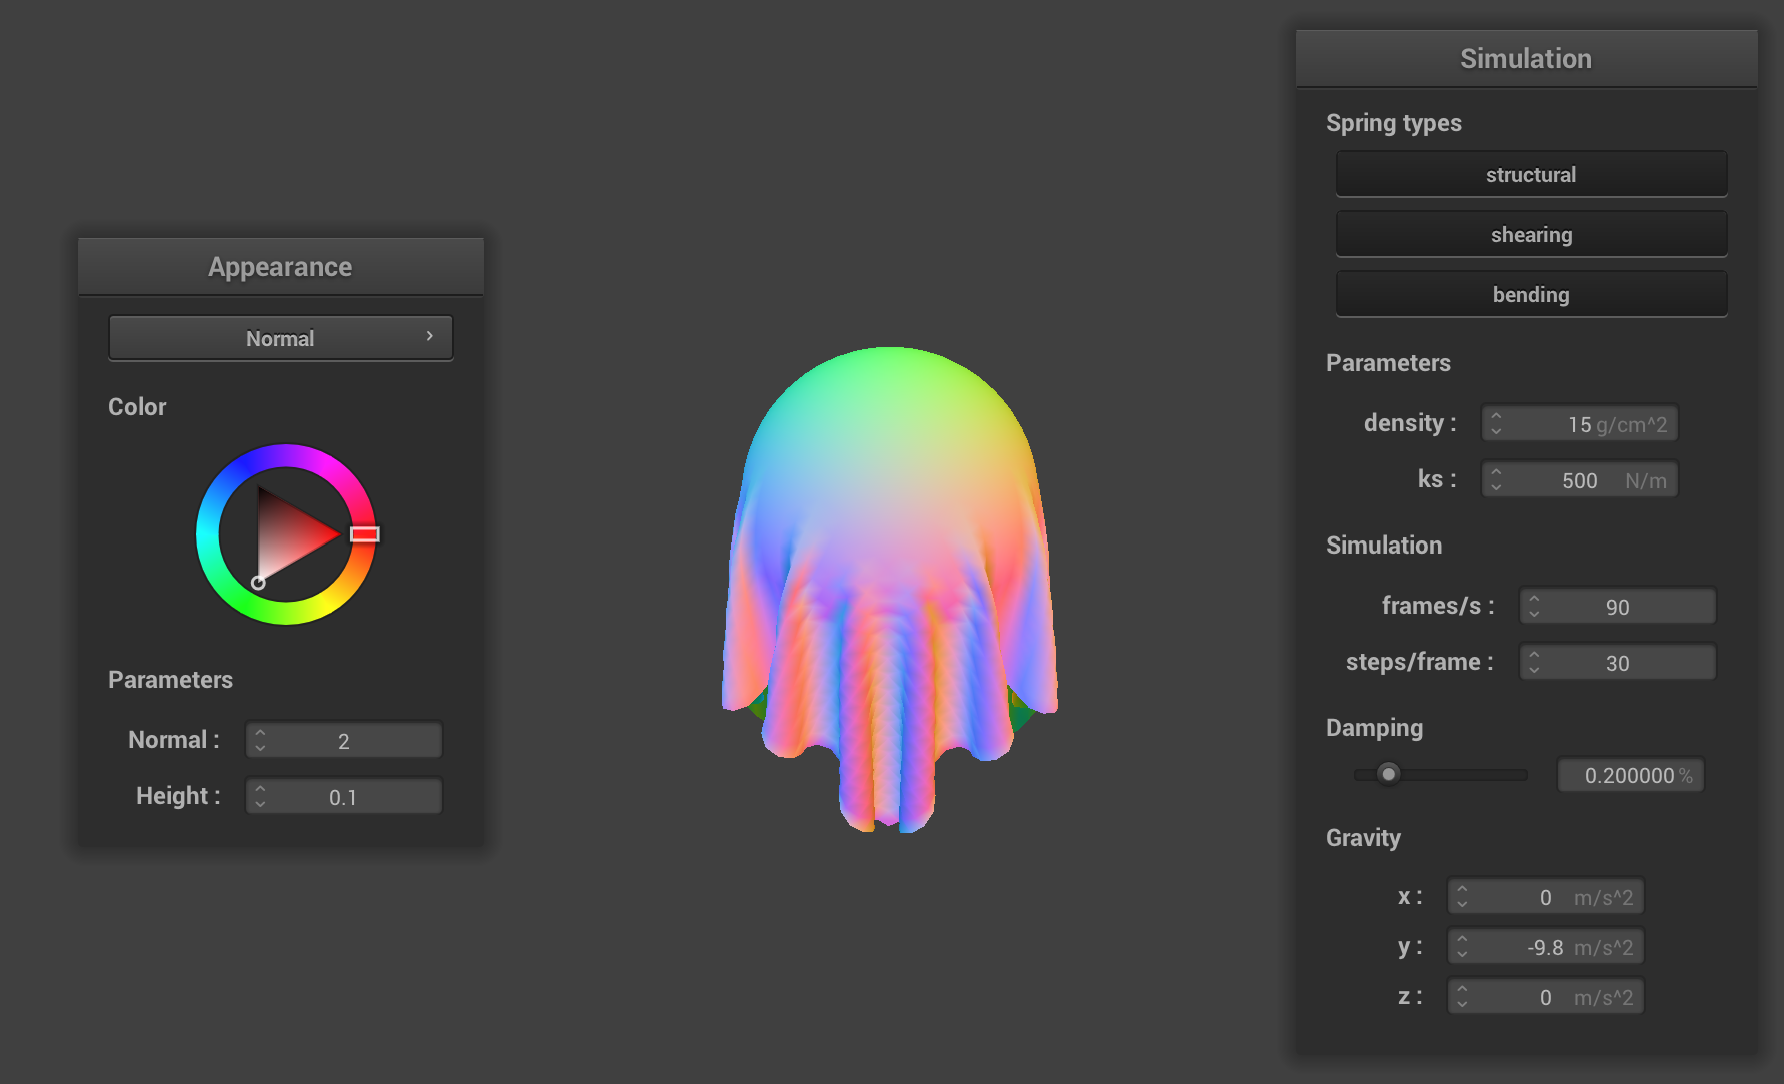 Appearance
Normal
Color
Parameters
Normal :
2
Height :
0.1
Simulation
Spring types
structural
shearing
bending
Parameters
density :
15 g/cm^2
ks :
500 N/m
Simulation
frames/s :
90
steps/frame :
30
Damping
0.200000 %
Gravity
x :
0 m/s^2
y :
-9.8 m/s^2
z :
0 m/s^2